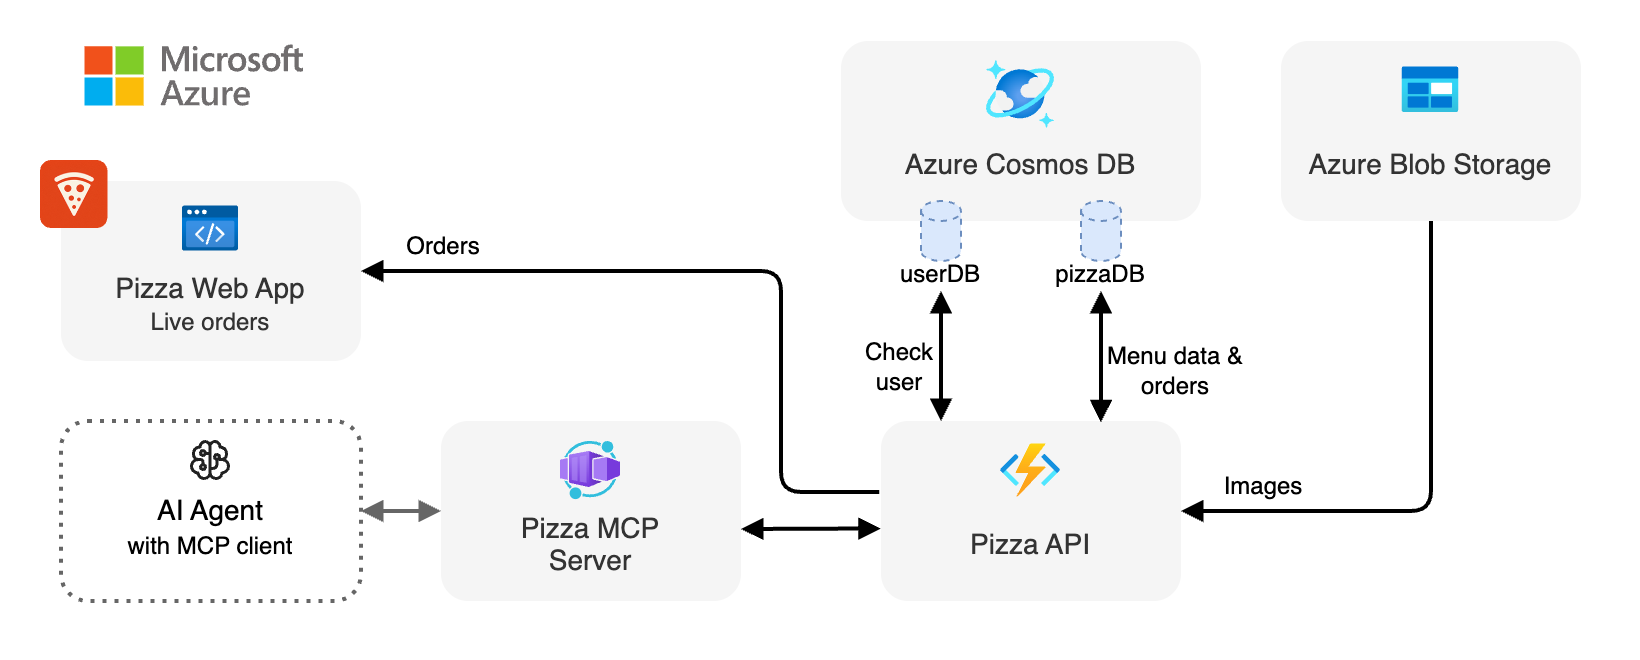 Microsoft
Azure
Azure Cosmos DB
Azure Blob Storage
Orders
userDB
pizzaDB
Pizza Web App
Live orders
Check
user
Menu data &
orders
Images
AI Agent
with MCP client
Pizza MCP
Server
Pizza API